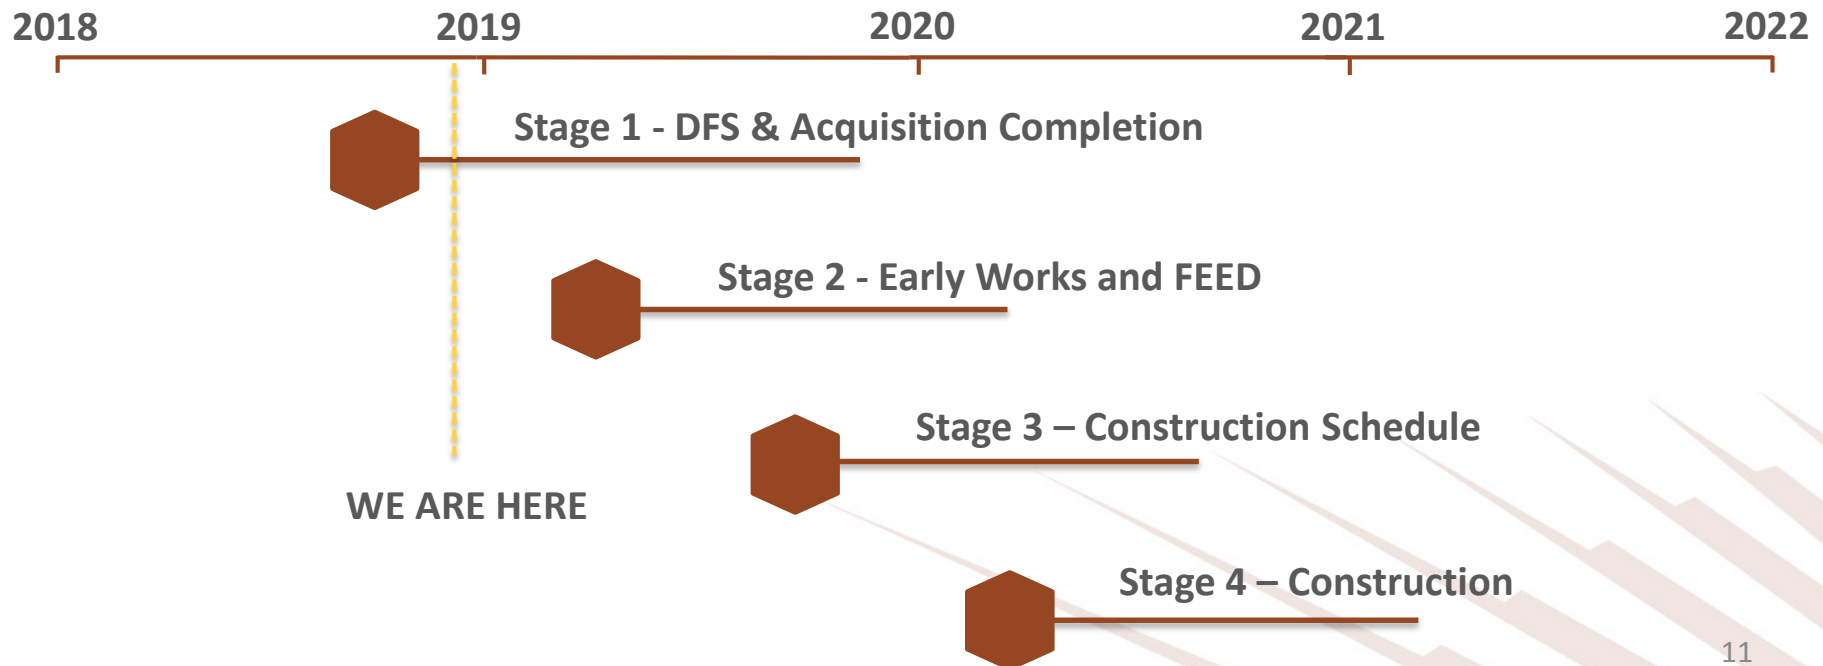 2018 2019 2020 2021 2022
Stage 1 - DFS & Acquisition Completion
Stage 2 - Early Works and FEED
Stage 3 – Construction Schedule
WE ARE HERE
Stage 4 – Construction
11